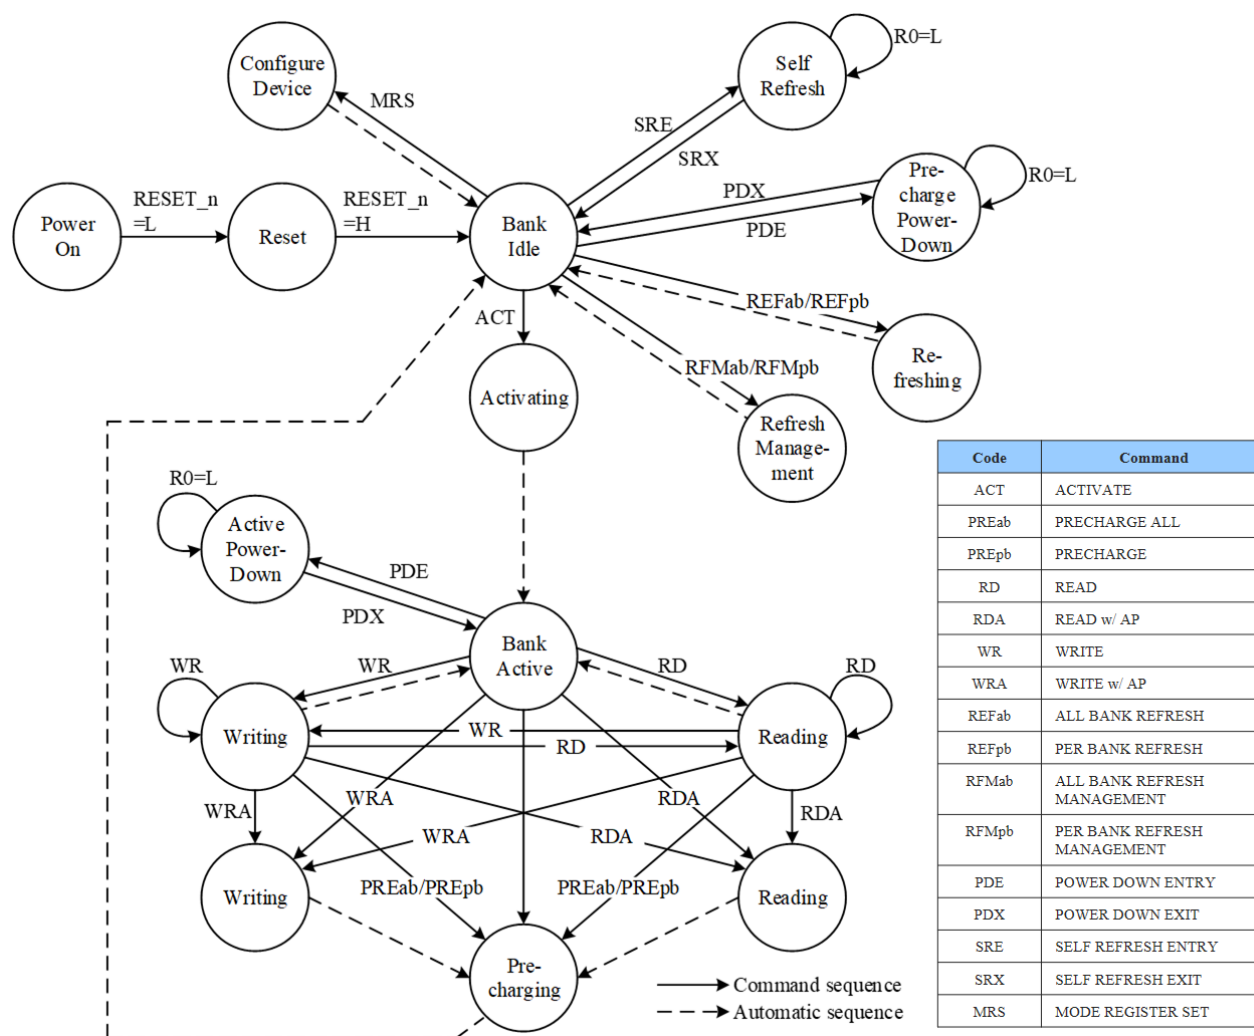 Configure
Device
MRS
Self
Refresh
R0=L
SRE
SRX
Pre-
charge
Power-
Down
R0=L
PDX
PDE
Power
On
RESET_n
=L
Reset
RESET_n
=H
Bank
Idle
REFab/REFpb
Re-
freshing
ACT
RFMab/RFMpb
Activating
Refresh
Manage-
ment
R0=L
Active
Power-
Down
PDE
PDX
Bank
Active
WR
WR
RD
RD
Writing
WR
RD
Reading
WRA
WRA
WRA
RDA
RDA
RDA
Writing
PREab/PREpb
PREab/PREpb
Reading
Pre-
charging
Command sequence
Automatic sequence
Code Command
ACT ACTIVATE
PREab PRECHARGE ALL
PREpb PRECHARGE
RD READ
RDA READ w/ AP
WR WRITE
WRA WRITE w/ AP
REFab ALL BANK REFRESH
REFpb PER BANK REFRESH
RFMab ALL BANK REFRESH
MANAGEMENT
RFMpb PER BANK REFRESH
MANAGEMENT
PDE POWER DOWN ENTRY
PDX POWER DOWN EXIT
SRE SELF REFRESH ENTRY
SRX SELF REFRESH EXIT
MRS MODE REGISTER SET